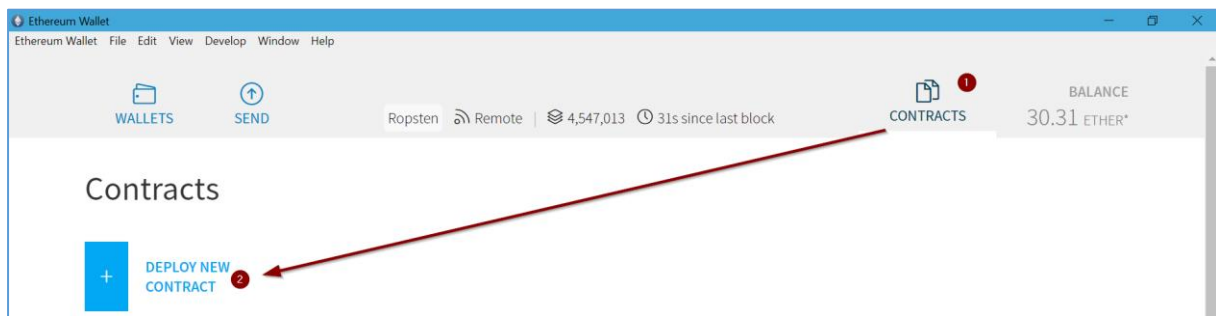 Ethereum Wallet
Ethereum Wallet File Edit View Develop Window Help
WALLETS
SEND
Ropsten Remote | 4,547,013 31s since last block
1
CONTRACTS
BALANCE
30.31 ETHER*
Contracts
+
DEPLOY NEW
CONTRACT
2